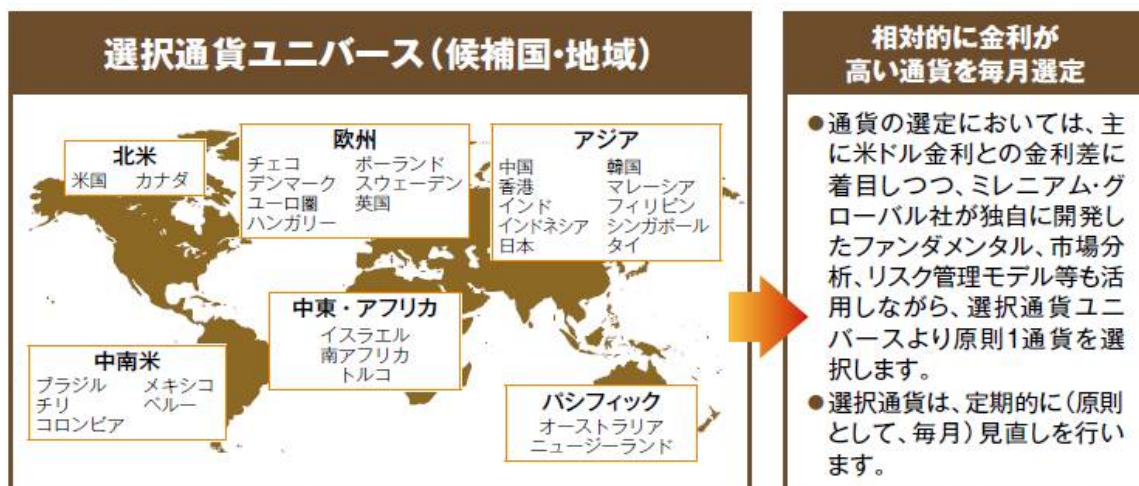 選択通貨ユニバース(候補国・地域)
北米
米国 カナダ
欧州
チェコ ポーランド
デンマーク スウェーデン
ユーロ圏 英国
ハンガリー
アジア
中国 韓国
香港 マレーシア
インド フィリピン
インドネシア シンガポール
日本 タイ
中東・アフリカ
イスラエル
南アフリカ
トルコ
中南米
ブラジル メキシコ
チリ ペルー
コロンビア
パシフィック
オーストラリア
ニュージーランド
相対的に金利が
高い通貨を毎月選定
●通貨の選定においては、主
に米ドル金利との金利差に
着目しつつ、ミレニアム・グ
ローバル社が独自に開発し
たファンダメンタル、市場分
析、リスク管理モデル等も活
用しながら、選択通貨ユニ
バースより原則1通貨を選
択します。
●選択通貨は、定期的に(原則
として、毎月)見直しを行い
ます。